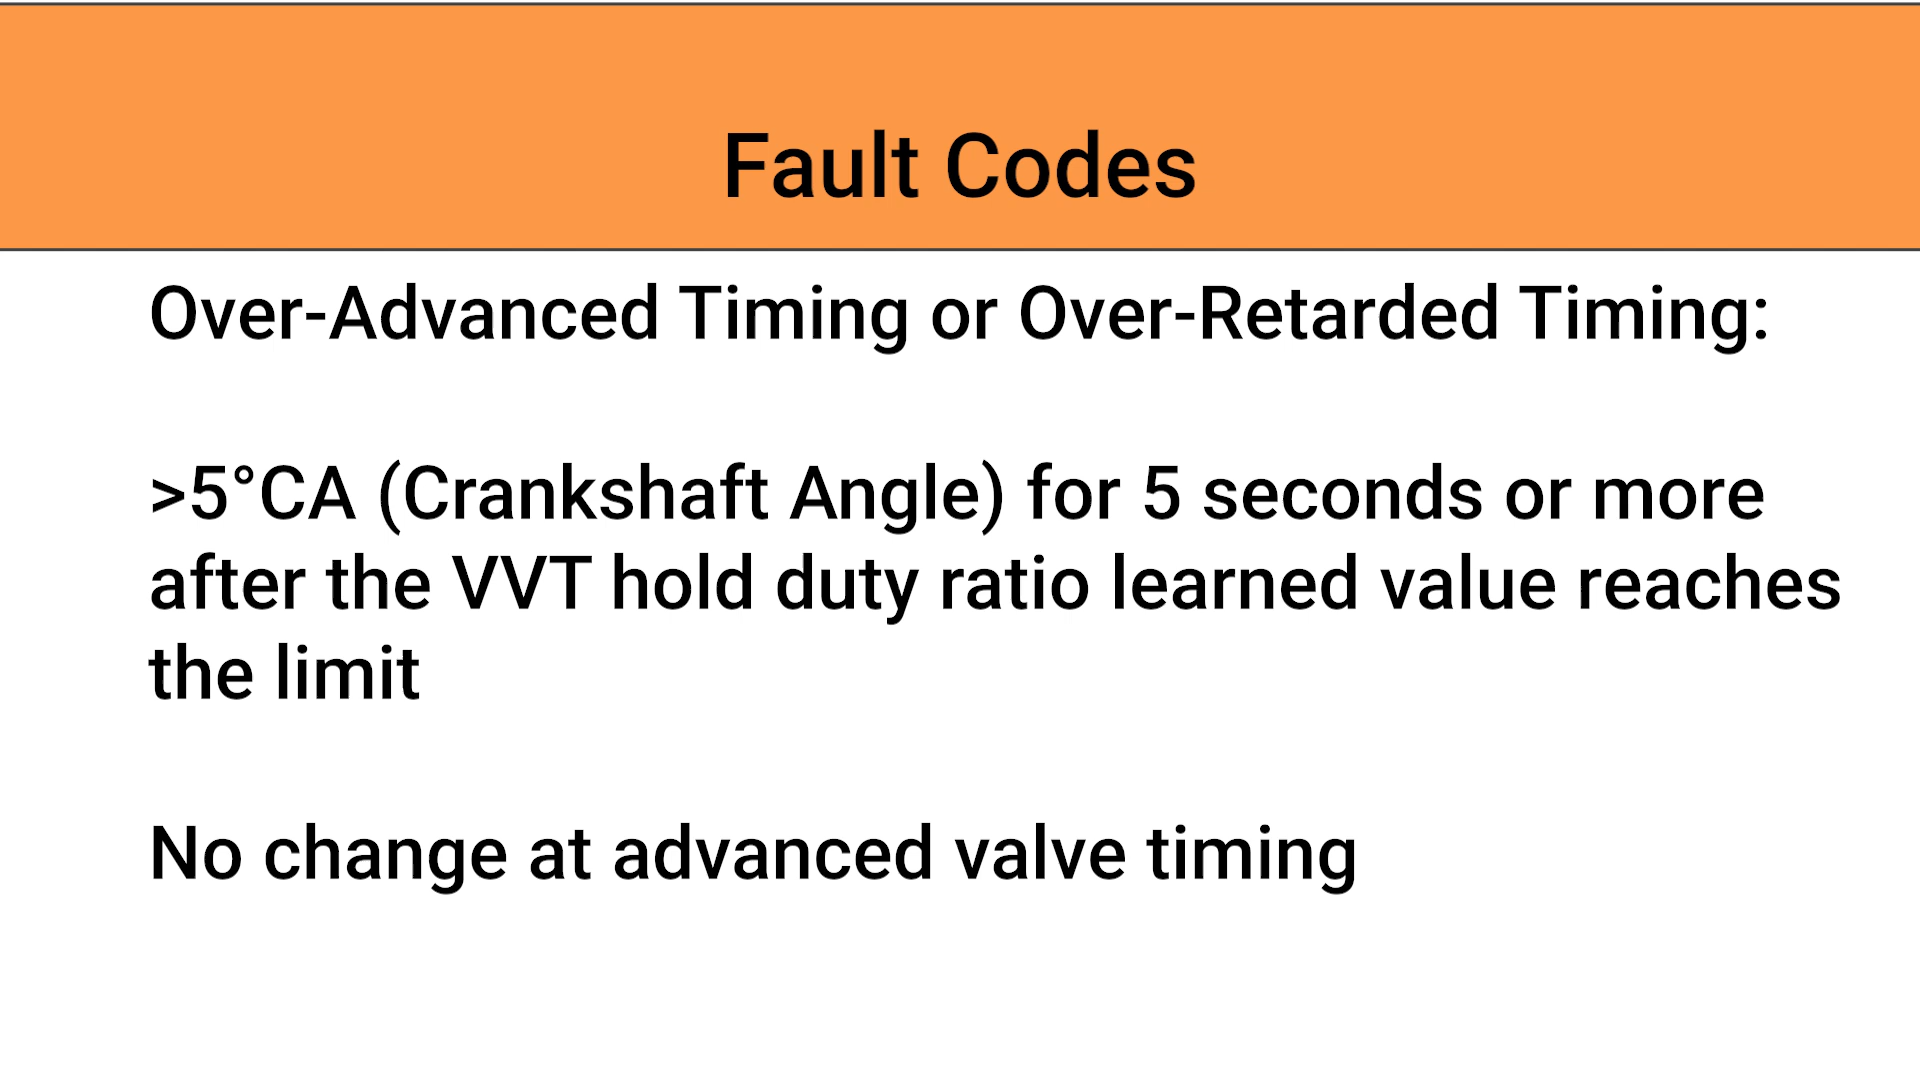 Fault Codes
Over-Advanced Timing or Over-Retarded Timing:
>5°CA (Crankshaft Angle) for 5 seconds or more
after the VVT hold duty ratio learned value reaches
the limit
No change at advanced valve timing